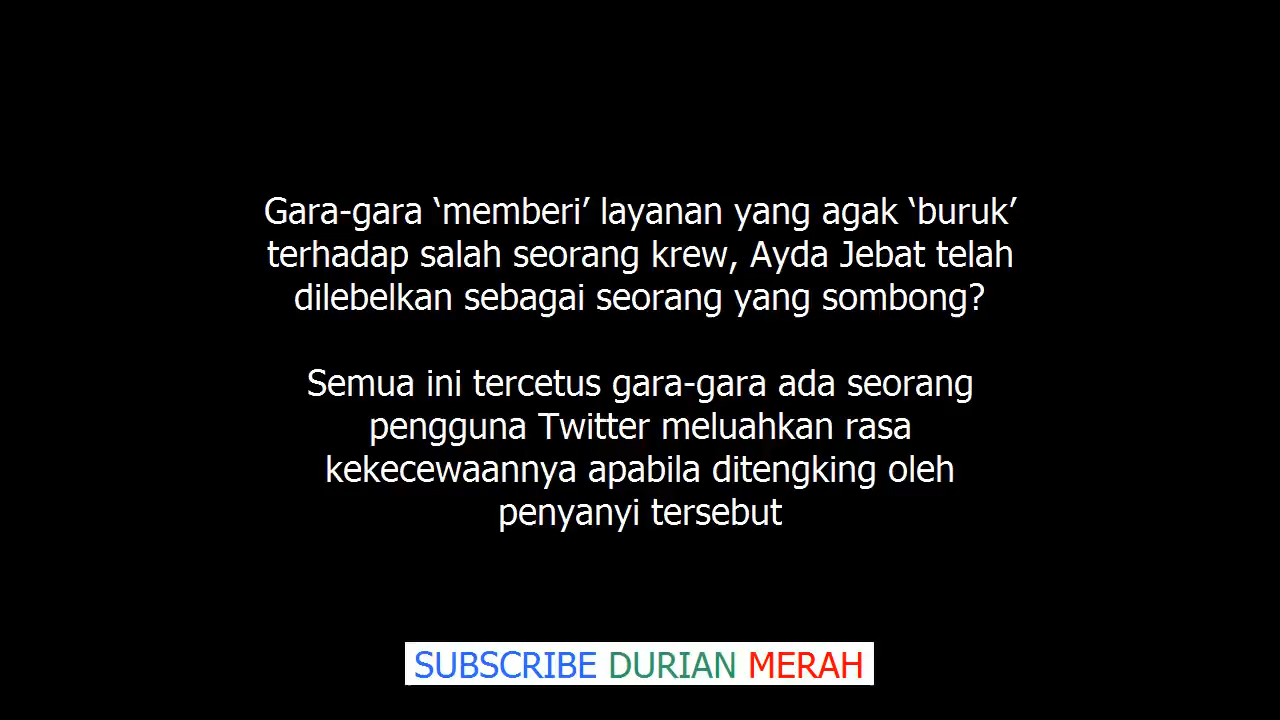 Gara-gara ‘memberi’ layanan yang agak ‘buruk’
terhadap salah seorang krew, Ayda Jebat telah
dilebelkan sebagai seorang yang sombong?
Semua ini tercetus gara-gara ada seorang
pengguna Twitter meluahkan rasa
kekecewaannya apabila ditengking oleh
penyanyi tersebut
SUBSCRIBE DURIAN MERAH